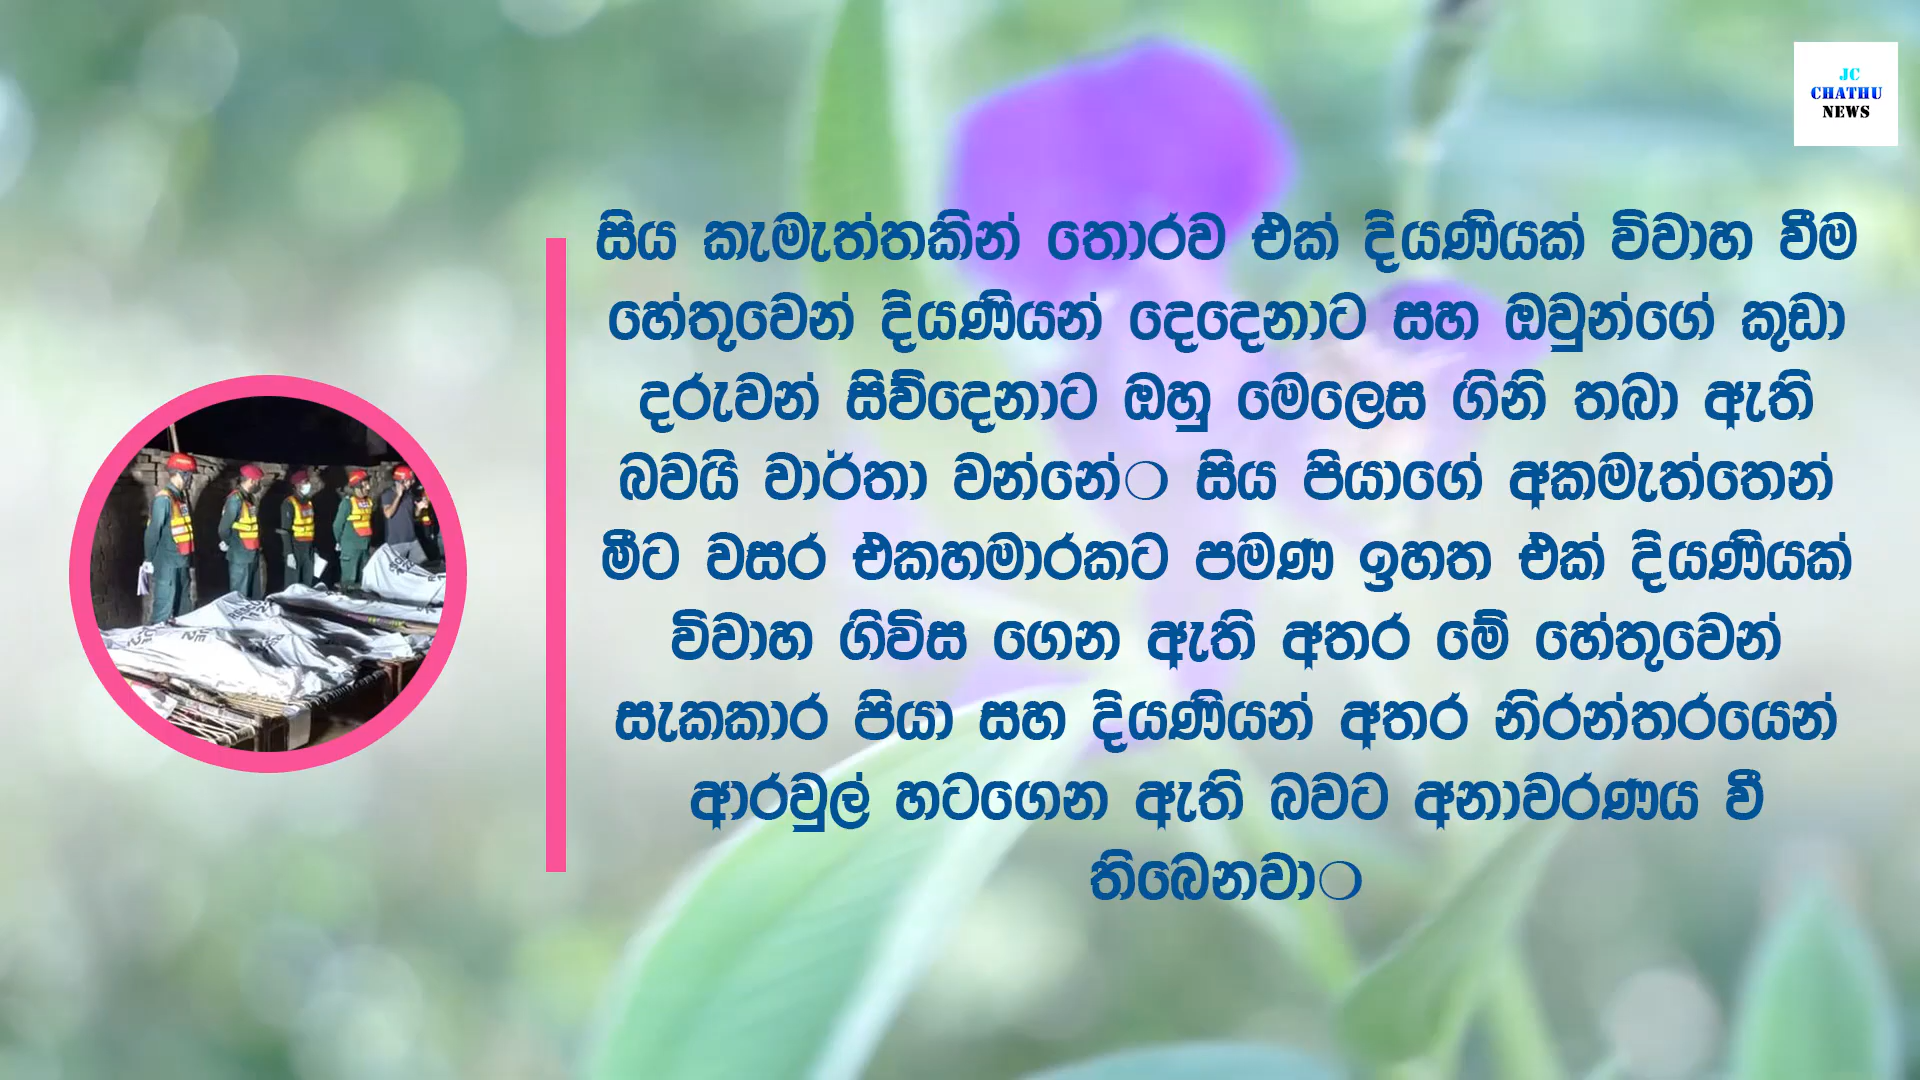 JC
CHATHU
NEWS
සිය කැමැත්තකින් තොරව එක් දියණියක් විවාහ වීම
හේතුවෙන් දියණියන් දෙදෙනාට සහ ඔවුන්ගේ කුඩා
දරුවන් සිව්දෙනාට ඔහු මෙලෙස ගිනි තබා ඇති
බවයි වාර්තා වන්නේ සිය පියාගේ අකමැත්තෙන්
මීට වසර එකහමාරකට පමණ ඉහත එක් දියණියක්
විවාහ ගිවිස ගෙන ඇති අතර මේ හේතුවෙන්
සැකකාර පියා සහ දියණියන් අතර නිරන්තරයෙන්
ආරවුල් හටගෙන ඇති බවට අනාවරණය වී
තිබෙනවා